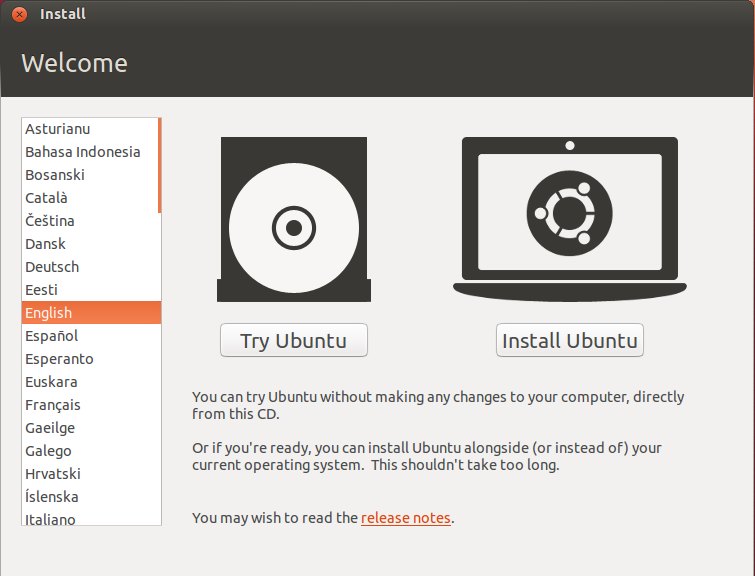 Install
Welcome
Asturianu
Bahasa Indonesia
Bosanski
Català
Čeština
Dansk
Deutsch
Eesti
English
Español
Esperanto
Euskara
Français
Gaeilge
Galego
Hrvatski
Íslenska
Italiano
Try Ubuntu
Install Ubuntu
You can try Ubuntu without making any changes to your computer, directly
from this CD.
Or if you're ready, you can install Ubuntu alongside (or instead of) your
current operating system.  This shouldn't take too long.
You may wish to read the release notes.